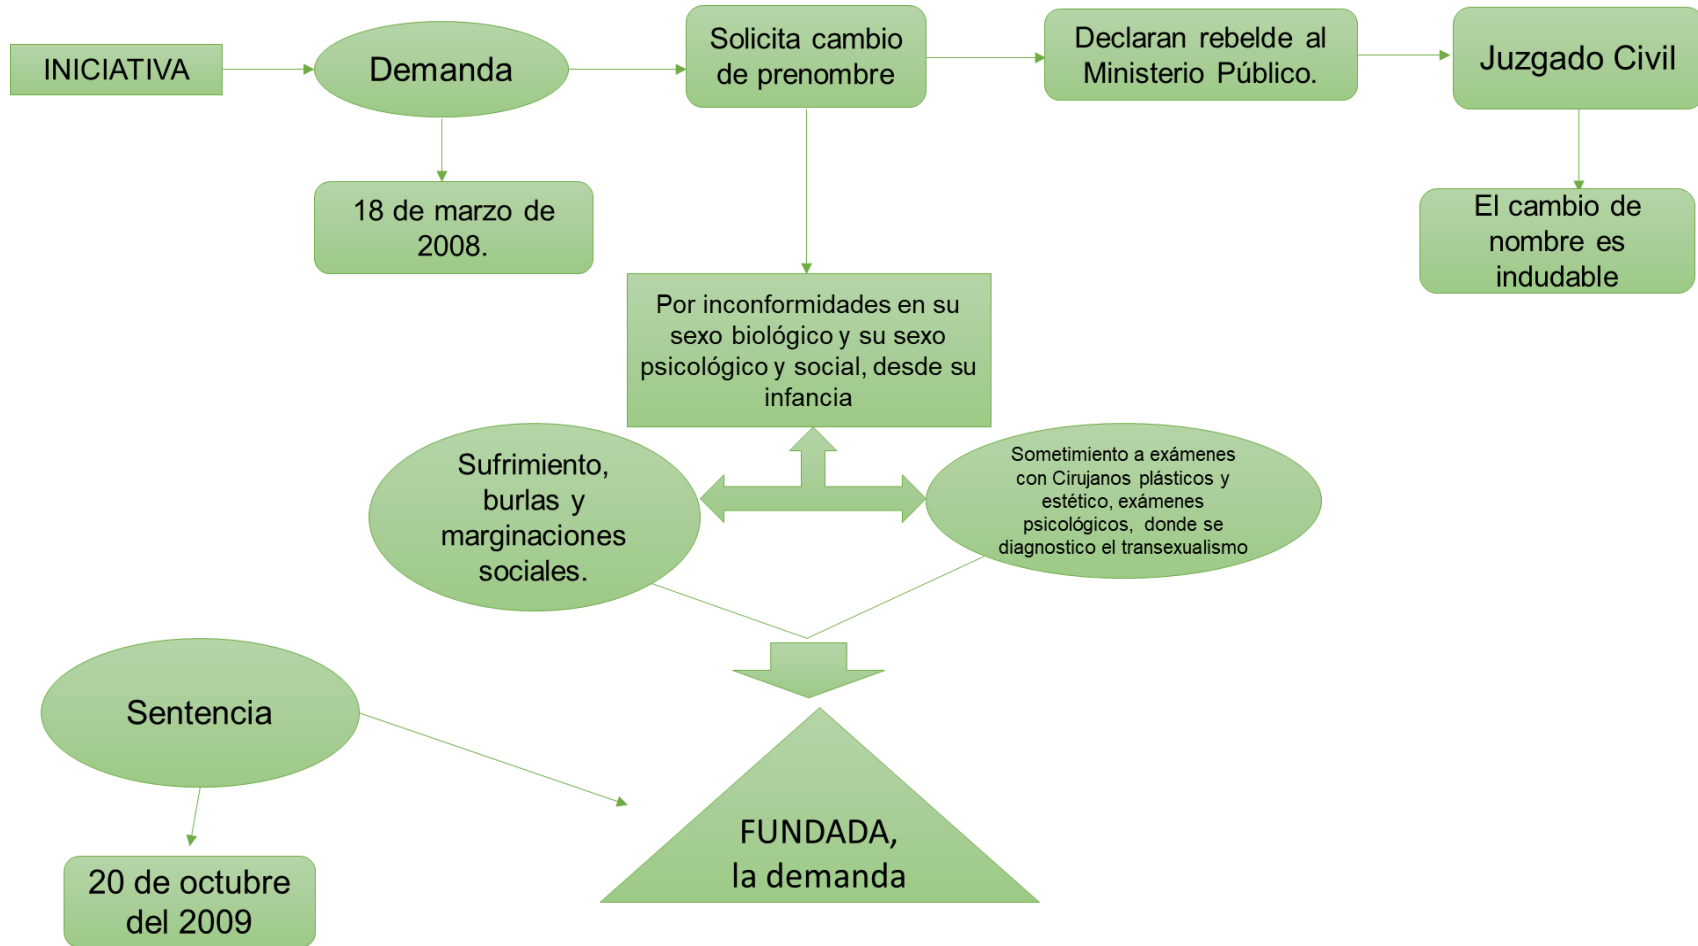 INICIATIVA
Demanda
Solicita cambio
de prenombre
Declaran rebelde al
Ministerio Público.
Juzgado Civil
18 de marzo de
2008.
El cambio de
nombre es
indudable
Por inconformidades en su
sexo biológico y su sexo
psicológico y social, desde su
infancia
Sufrimiento,
burlas y
marginaciones
sociales.
Sometimiento a exámenes
con Cirujanos plásticos y
estético, exámenes
psicológicos, donde se
diagnostico el transexualismo
Sentencia
20 de octubre
del 2009
FUNDADA,
la demanda